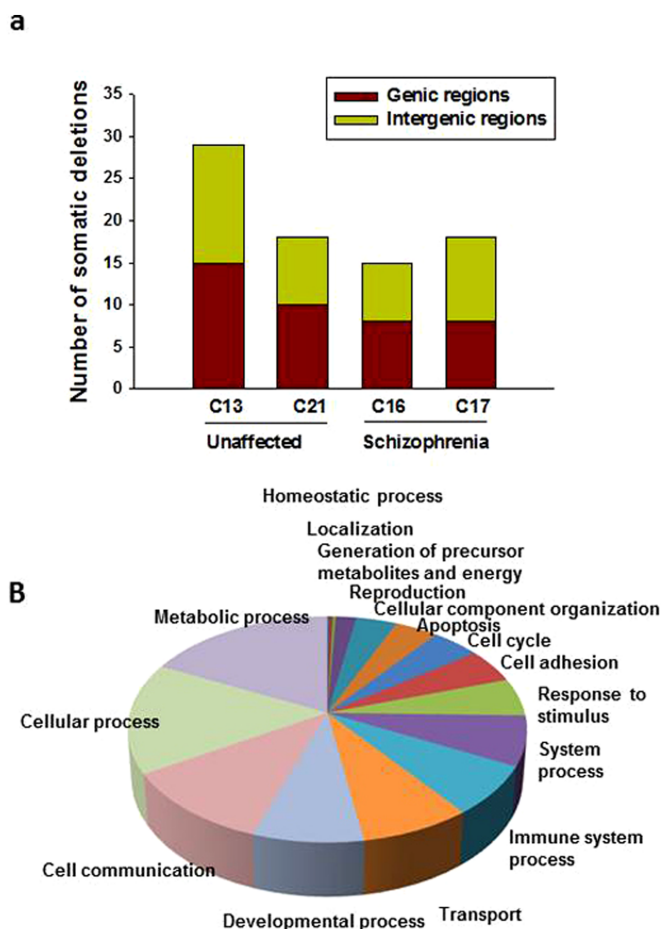 a
35
30
25
20
15
10
5
0
Number of somatic deletions
Genic regions
Intergenic regions
C13
C21
C16
C17
Unaffected
Schizophrenia
B
Homeostatic process
Localization
Generation of precursor
metabolites and energy
Reproduction
Cellular component organization
Apoptosis
Cell cycle
Cell adhesion
Response to
stimulus
System
process
Immune system
process
Transport
Developmental process
Cell communication
Cellular process
Metabolic process